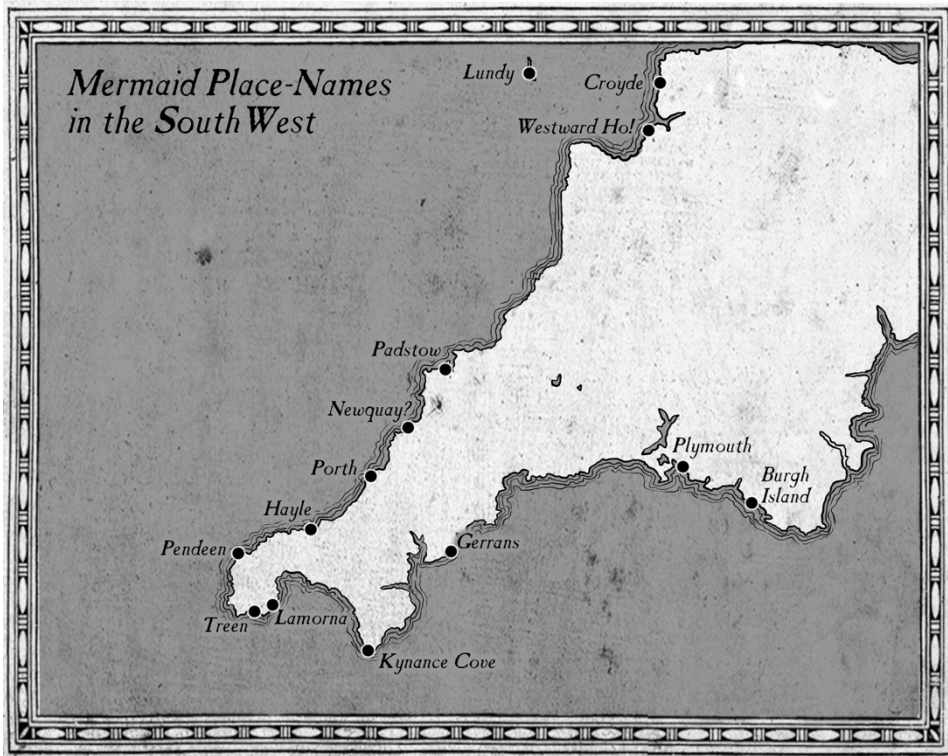 Mermaid Place-Names
in the South West
Lundy
Croyde
Westward Ho!
Padstow
Newquay?
Porth
Hayle
Pendeen
Treen
Lamorna
Kynance Cove
Gerrans
Plymouth
Burgh
Island